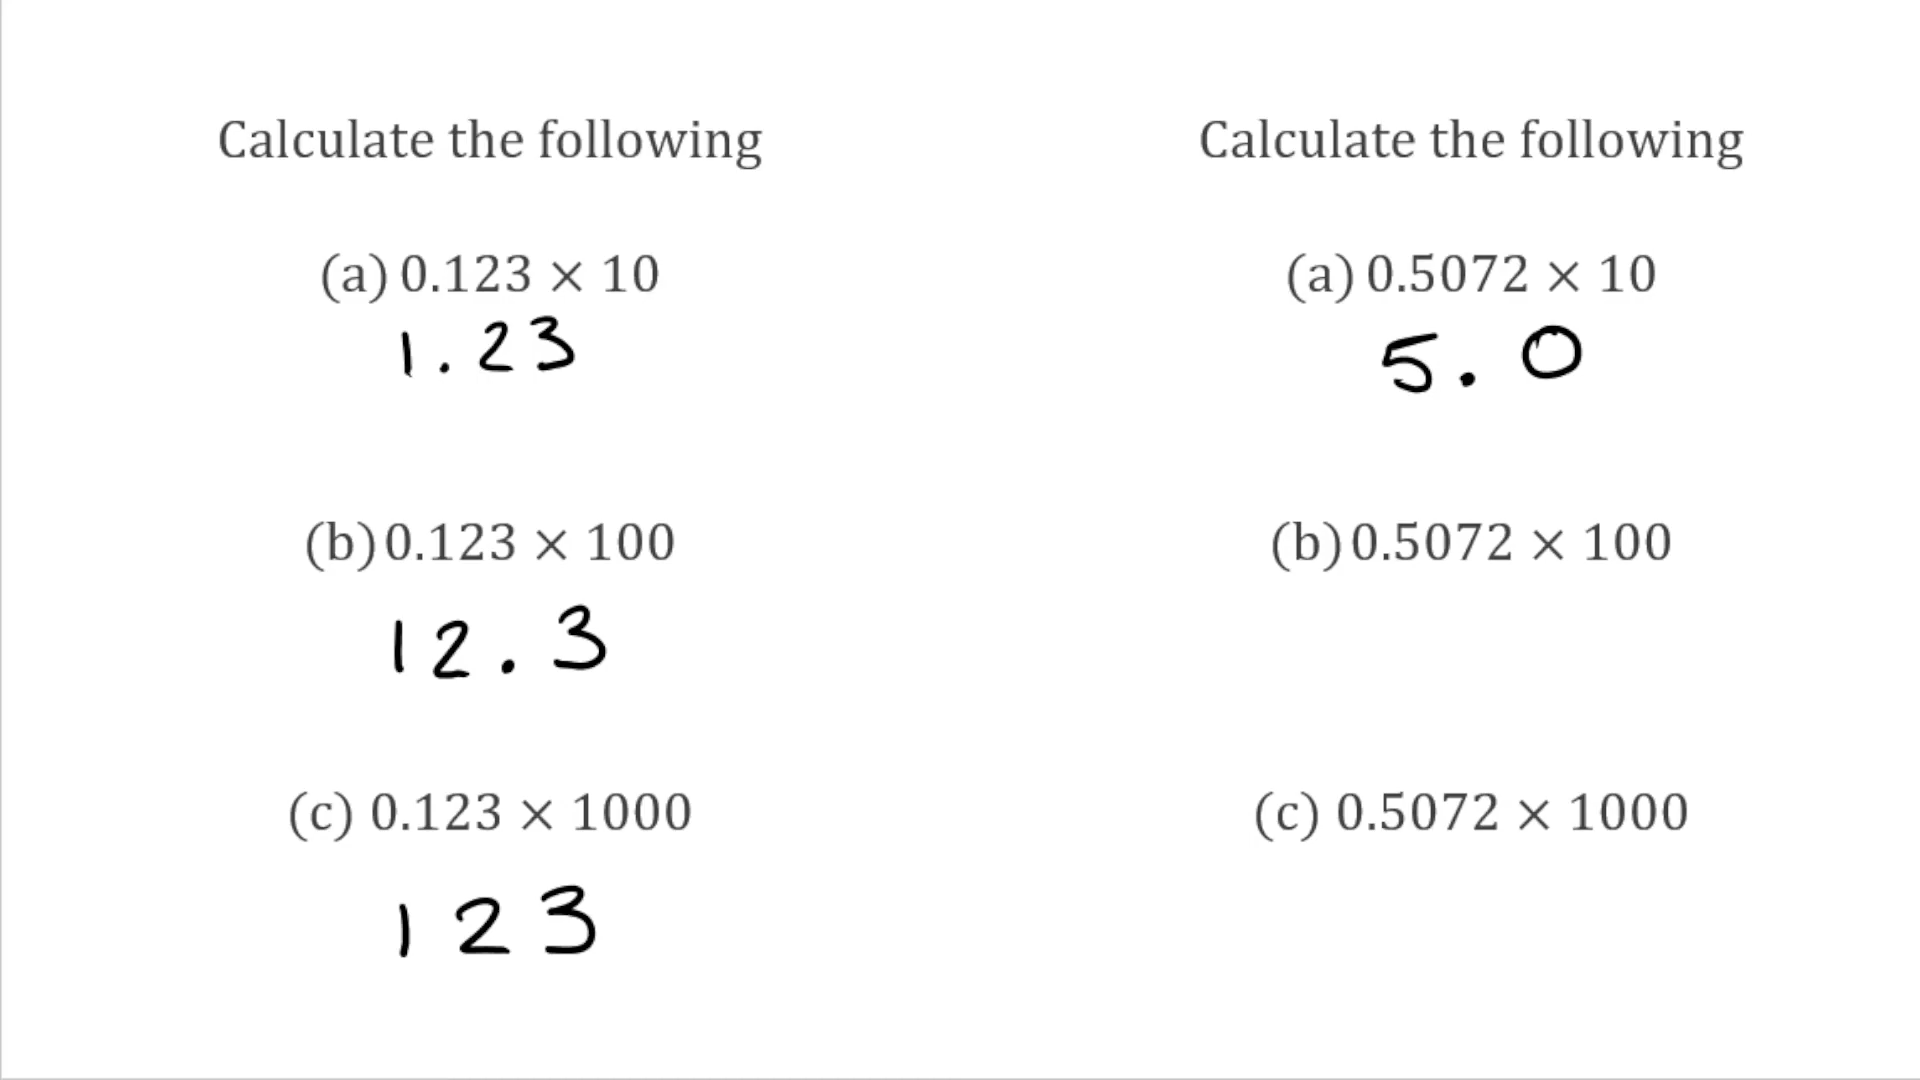 Calculate the following
(a) 0.123 × 10
1.23
(b) 0.123 × 100
12.3
(c) 0.123 × 1000
123
Calculate the following
(a) 0.5072 × 10
5.0
(b) 0.5072 × 100
(c) 0.5072 × 1000